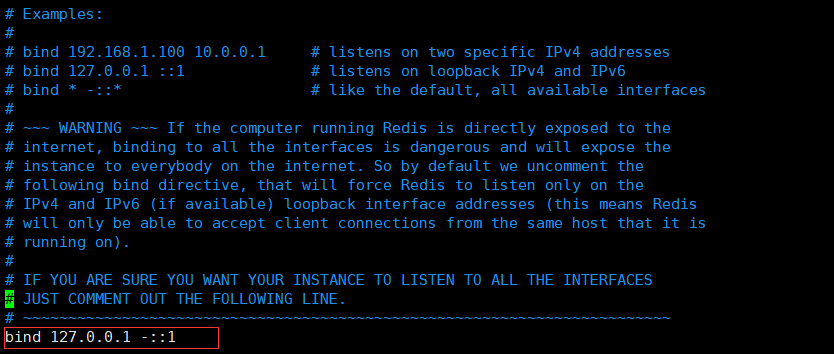 # Examples:
#
# bind 192.168.1.100 10.0.0.1     # listens on two specific IPv4 addresses
# bind 127.0.0.1 ::1              # listens on loopback IPv4 and IPv6
# bind * -::*                     # like the default, all available interfaces
#
# ~~~ WARNING ~~~ If the computer running Redis is directly exposed to the
# internet, binding to all the interfaces is dangerous and will expose the
# instance to everybody on the internet. So by default we uncomment the
# following bind directive, that will force Redis to listen only on the
# IPv4 and IPv6 (if available) loopback interface addresses (this means Redis
# will only be able to accept client connections from the same host that it is
# running on).
#
# IF YOU ARE SURE YOU WANT YOUR INSTANCE TO LISTEN TO ALL THE INTERFACES
# JUST COMMENT OUT THE FOLLOWING LINE.
# ~~~~~~~~~~~~~~~~~~~~~~~~~~~~~~~~~~~~~~~~~~~~~~~~~~~~~~~~~~~~~~~~~~~~~~~~
bind 127.0.0.1 -::1